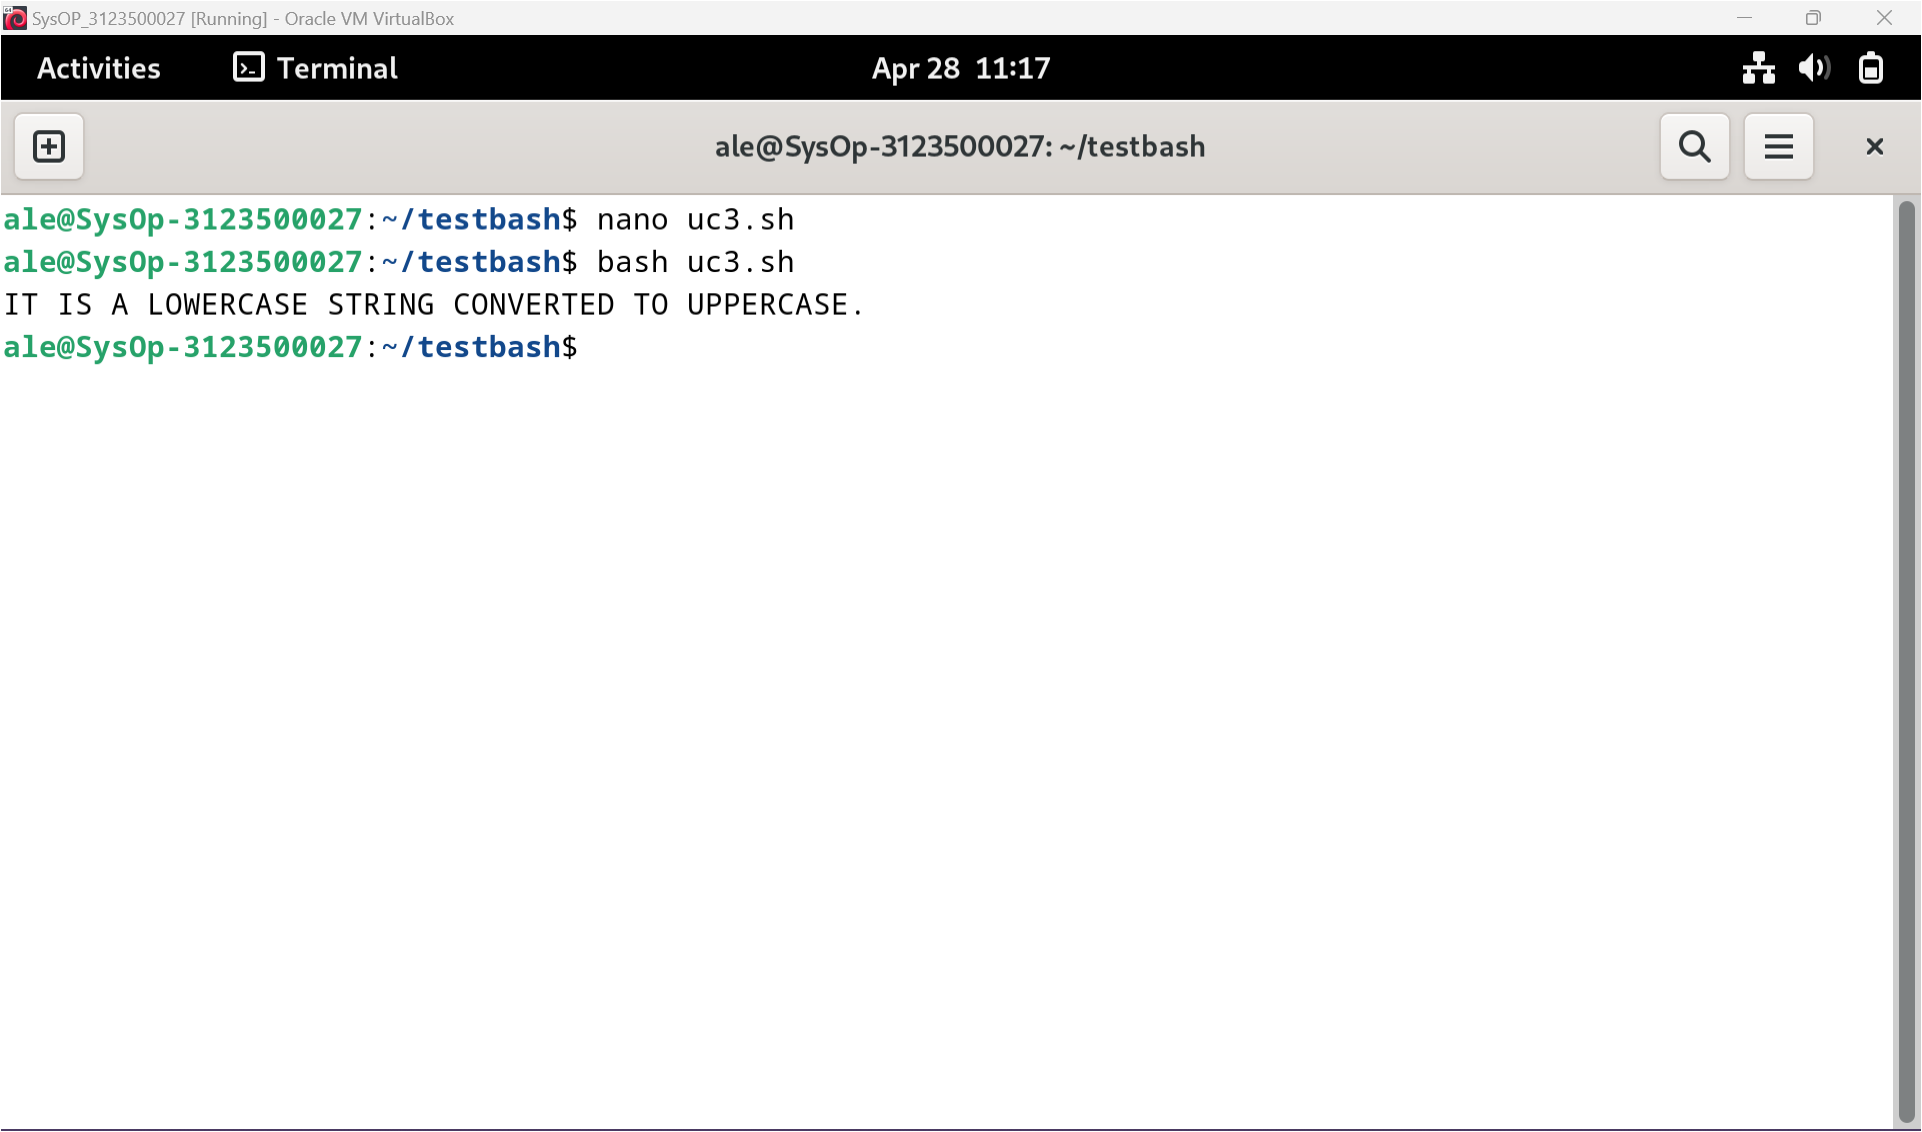 SysOP_3123500027 [Running] - Oracle VM VirtualBox
Activities Terminal Apr 28 11:17
ale@SysOp-3123500027: ~/testbash
ale@SysOp-3123500027:~/testbash$ nano uc3.sh
ale@SysOp-3123500027:~/testbash$ bash uc3.sh
IT IS A LOWERCASE STRING CONVERTED TO UPPERCASE.
ale@SysOp-3123500027:~/testbash$